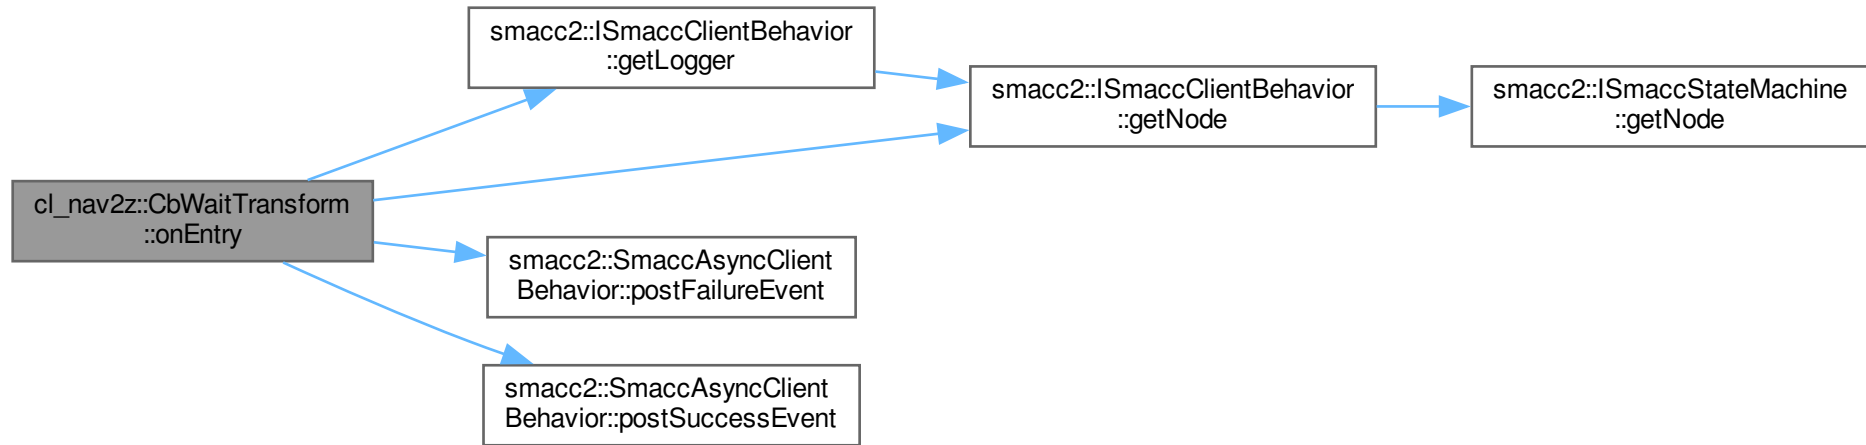 smacc2::ISmaccClientBehavior
::getLogger
smacc2::ISmaccClientBehavior
::getNode
smacc2::ISmaccStateMachine
::getNode
cl_nav2z::CbWaitTransform
::onEntry
smacc2::SmaccAsyncClient
Behavior::postFailureEvent
smacc2::SmaccAsyncClient
Behavior::postSuccessEvent